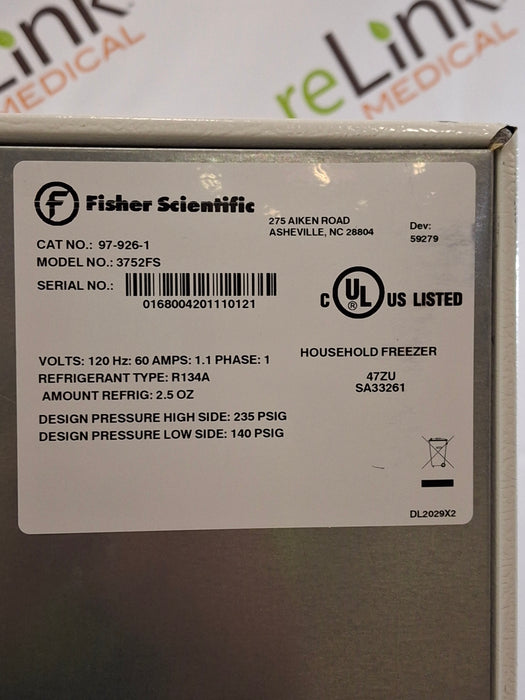 reLink
MEDICAL
reLink
MEDICAL
Fisher Scientific
275 AIKEN ROAD
ASHEVILLE, NC 28804
Dev:
59279
CAT NO.: 97-926-1
MODEL NO.: 3752FS
SERIAL NO.:
0168004201110121
C UL ® US LISTED
VOLTS: 120 Hz: 60 AMPS: 1.1 PHASE: 1
REFRIGERANT TYPE: R134A
AMOUNT REFRIG: 2.5 OZ
DESIGN PRESSURE HIGH SIDE: 235 PSIG
DESIGN PRESSURE LOW SIDE: 140 PSIG
HOUSEHOLD FREEZER
47ZU
SA33261
DL2029X2